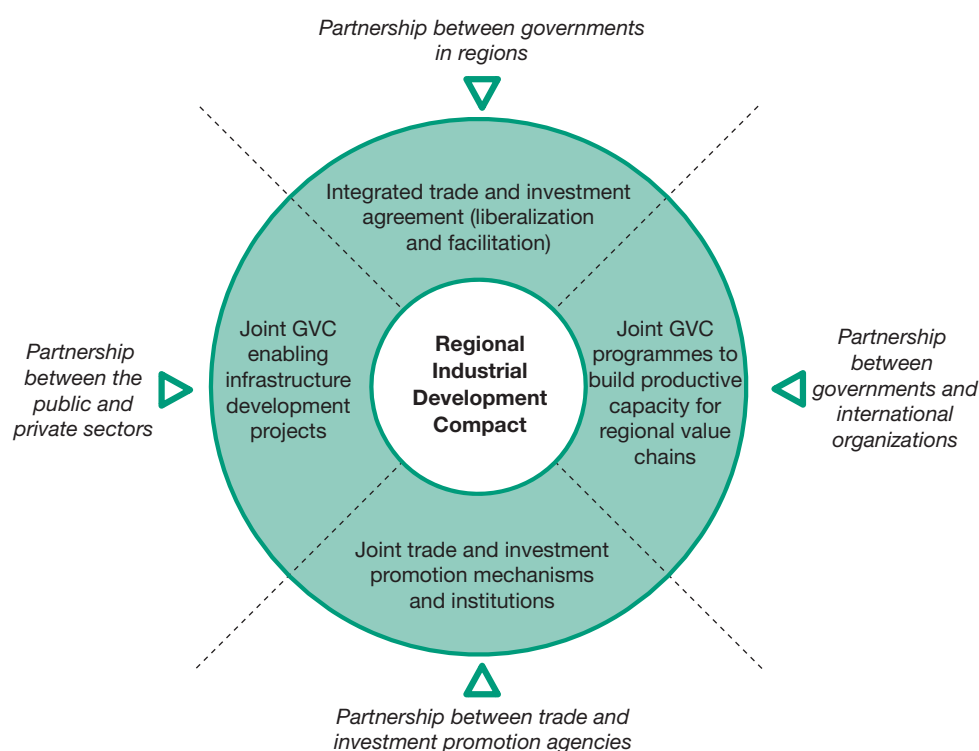 Partnership between governments
in regions
Integrated trade and investment
agreement (liberalization
and facilitation)
Partnership
between the
public and
private sectors
Joint GVC
enabling
infrastructure
development
projects
Regional
Industrial
Development
Compact
Joint GVC
programmes to
build productive
capacity for
regional value
chains
Partnership
between
governments and
international
organizations
Joint trade and investment
promotion mechanisms
and institutions
Partnership between trade and
investment promotion agencies